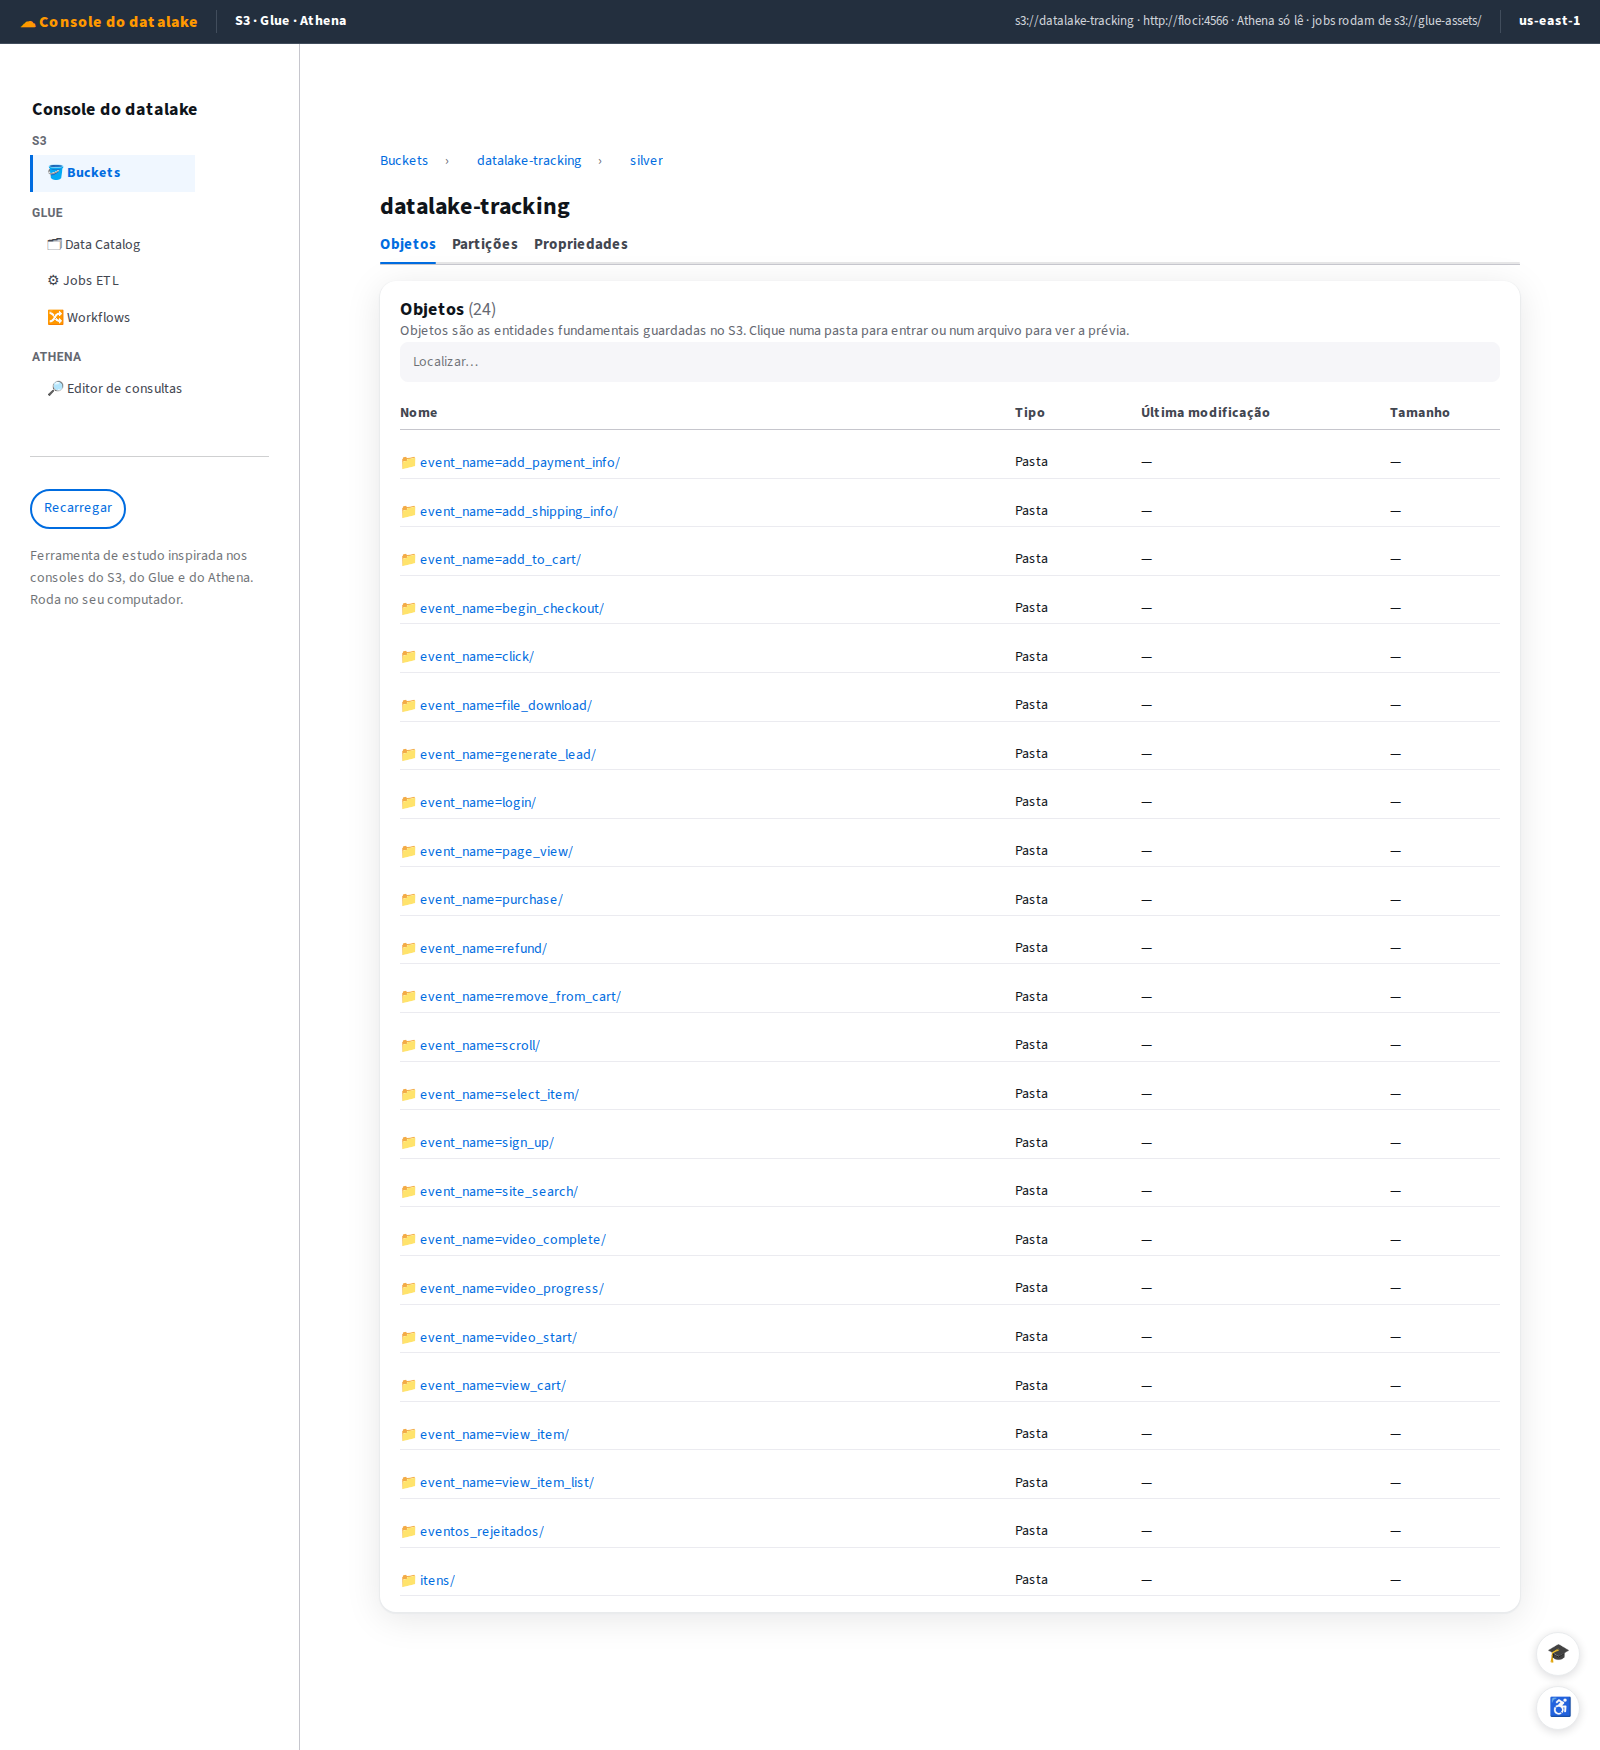 Console do datalake
S3 · Glue · Athena
s3://datalake-tracking · http://floci:4566 · Athena só lê · jobs rodam de s3://glue-assets/
us-east-1
Console do datalake
S3
Buckets
GLUE
Data Catalog
Jobs ETL
Workflows
ATHENA
Editor de consultas
Recarregar
Ferramenta de estudo inspirada nos
consoles do S3, do Glue e do Athena.
Roda no seu computador.
Buckets › datalake-tracking › silver
datalake-tracking
Objetos Partições Propriedades
Objetos (24)
Objetos são as entidades fundamentais guardadas no S3. Clique numa pasta para entrar ou num arquivo para ver a prévia.
Localizar…
Nome Tipo Última modificação Tamanho
event_name=add_payment_info/ Pasta — —
event_name=add_shipping_info/ Pasta — —
event_name=add_to_cart/ Pasta — —
event_name=begin_checkout/ Pasta — —
event_name=click/ Pasta — —
event_name=file_download/ Pasta — —
event_name=generate_lead/ Pasta — —
event_name=login/ Pasta — —
event_name=page_view/ Pasta — —
event_name=purchase/ Pasta — —
event_name=refund/ Pasta — —
event_name=remove_from_cart/ Pasta — —
event_name=scroll/ Pasta — —
event_name=select_item/ Pasta — —
event_name=sign_up/ Pasta — —
event_name=site_search/ Pasta — —
event_name=video_complete/ Pasta — —
event_name=video_progress/ Pasta — —
event_name=video_start/ Pasta — —
event_name=view_cart/ Pasta — —
event_name=view_item/ Pasta — —
event_name=view_item_list/ Pasta — —
eventos_rejeitados/ Pasta — —
itens/ Pasta — —